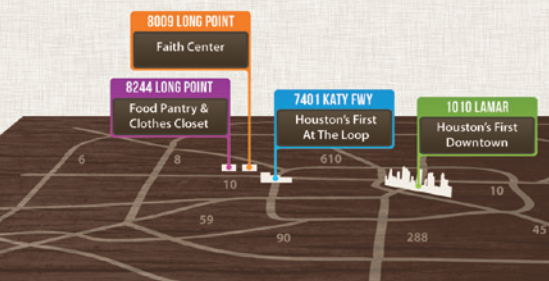 8009 LONG POINT
Faith Center
8244 LONG POINT
Food Pantry &
Clothes Closet
7401 KATY FWY
Houston's First
At The Loop
1010 LAMAR
Houston's First
Downtown
6
8
610
10
10
59
90
288
45